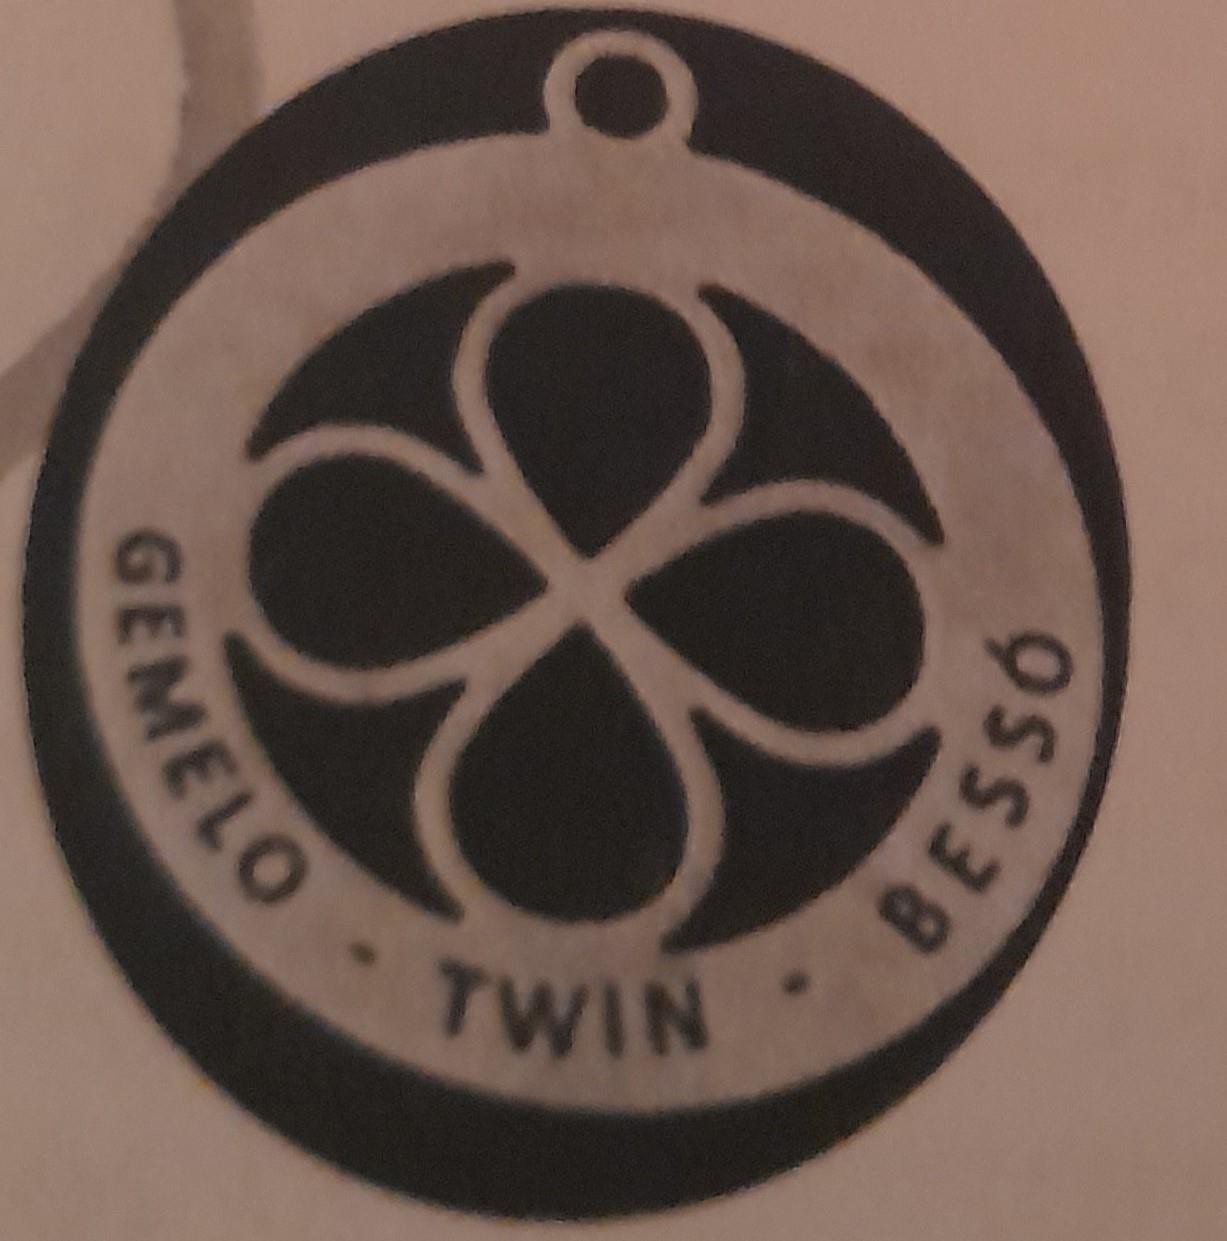 GEMELO · TWIN · BESSÓ